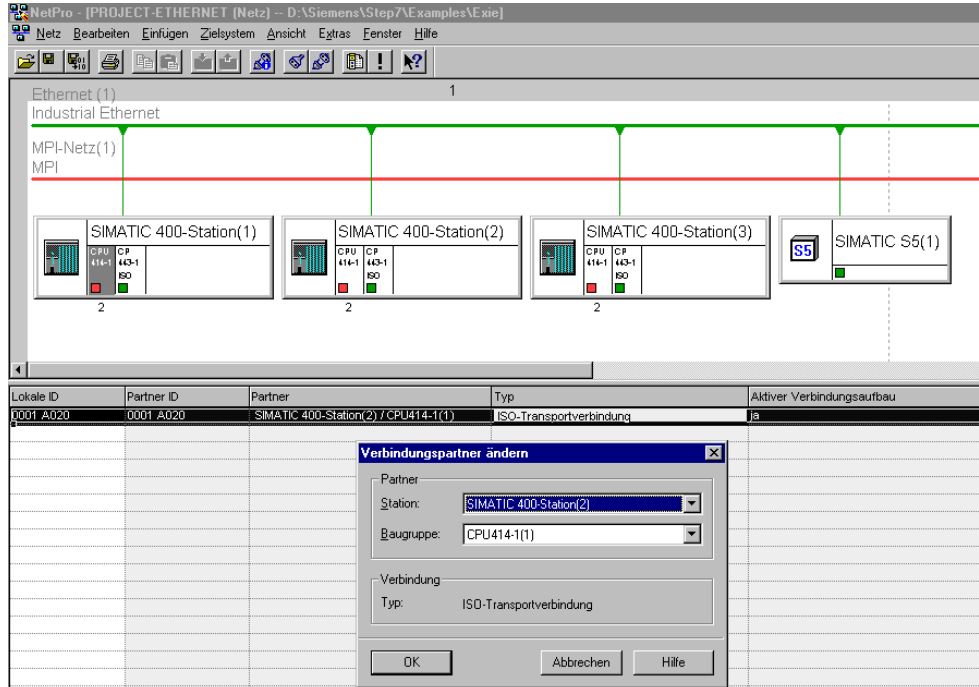 NetPro - [PROJECT-ETHERNET (Netz) -- D:\Siemens\Step7\Examples\Exie]
Netz Bearbeiten Einfügen Zielsystem Ansicht Extras Fenster Hilfe
Ethernet (1)
1
Industrial Ethernet
MPI-Netz(1)
MPI
SIMATIC 400-Station(1)
CPU 414-1
CP 443-1 ISO
2
SIMATIC 400-Station(2)
CPU 414-1
CP 443-1 ISO
2
SIMATIC 400-Station(3)
CPU 414-1
CP 443-1 ISO
2
S5
SIMATIC S5(1)
Lokale ID Partner ID Partner Typ Aktiver Verbindungsaufbau
0001 A020 0001 A020 SIMATIC 400-Station(2) / CPU414-1(1) ISO-Transportverbindung ja
Verbindungspartner ändern
Partner
Station: SIMATIC 400-Station(2)
Baugruppe: CPU414-1(1)
Verbindung
Typ: ISO-Transportverbindung
OK Abbrechen Hilfe